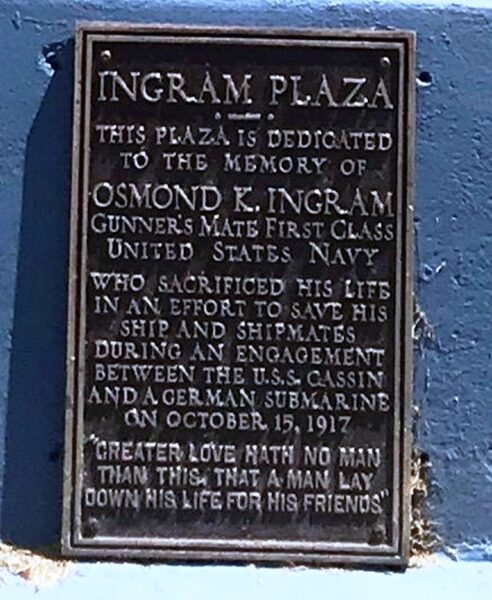 INGRAM PLAZA
THIS PLAZA IS DEDICATED
TO THE MEMORY OF
OSMOND K. INGRAM
GUNNER'S MATE FIRST CLASS
UNITED STATES NAVY
WHO SACRIFICED HIS LIFE
IN AN EFFORT TO SAVE HIS
SHIP AND SHIPMATES
DURING AN ENGAGEMENT
BETWEEN THE U.S.S. CASSIN
AND A GERMAN SUBMARINE
ON OCTOBER 15, 1917
"GREATER LOVE HATH NO MAN
THAN THIS, THAT A MAN LAY
DOWN HIS LIFE FOR HIS FRIENDS"